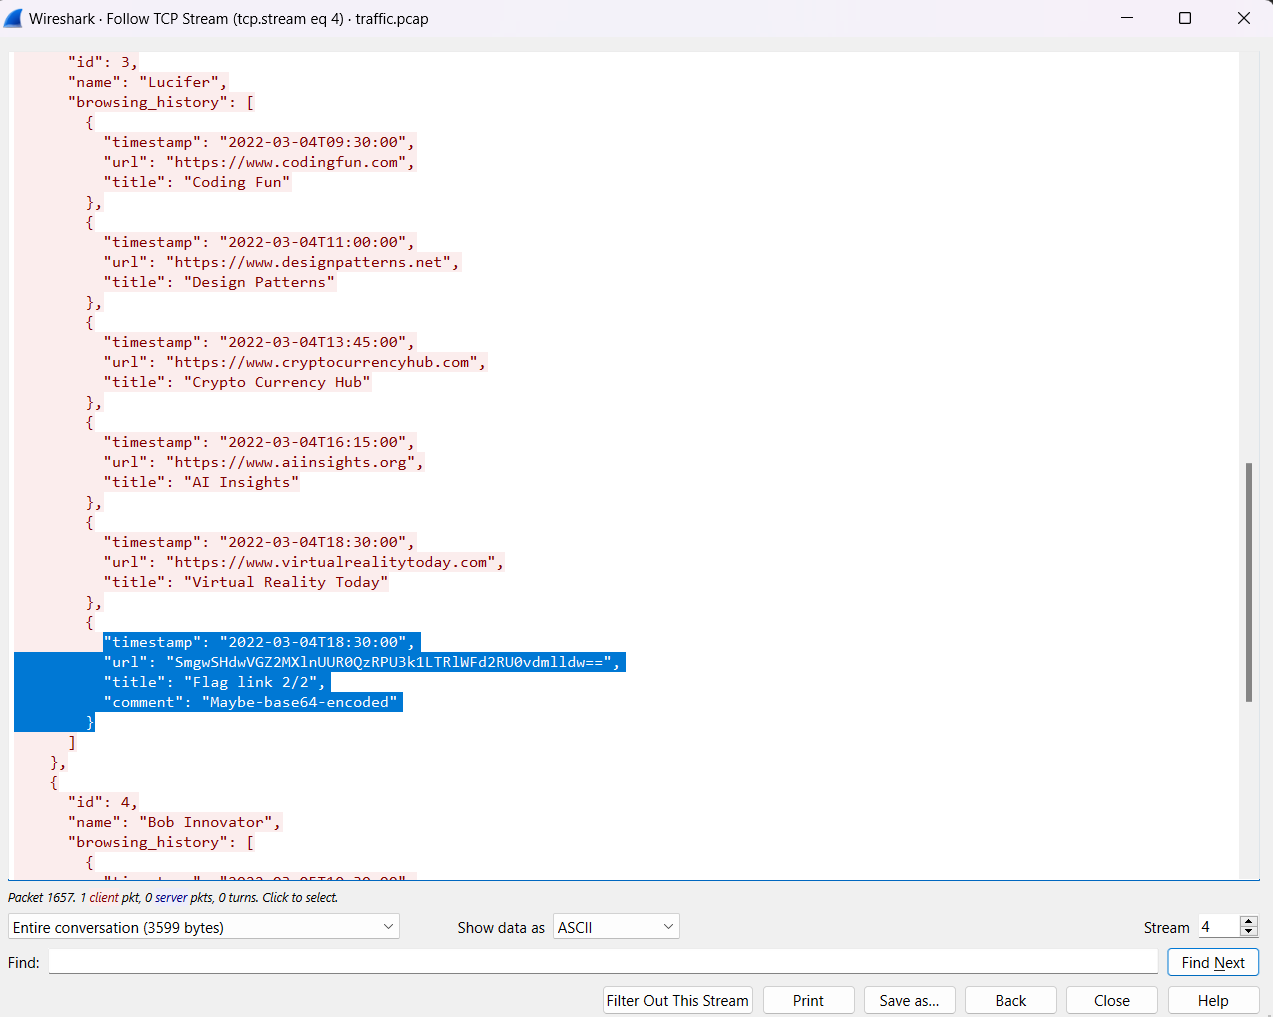 Wireshark · Follow TCP Stream (tcp.stream eq 4) · traffic.pcap
"id": 3,
"name": "Lucifer",
"browsing_history": [
{
"timestamp": "2022-03-04T09:30:00",
"url": "https://www.codingfun.com",
"title": "Coding Fun"
},
{
"timestamp": "2022-03-04T11:00:00",
"url": "https://www.designpatterns.net",
"title": "Design Patterns"
},
{
"timestamp": "2022-03-04T13:45:00",
"url": "https://www.cryptocurrencyhub.com",
"title": "Crypto Currency Hub"
},
{
"timestamp": "2022-03-04T16:15:00",
"url": "https://www.aiinsights.org",
"title": "AI Insights"
},
{
"timestamp": "2022-03-04T18:30:00",
"url": "https://www.virtualrealitytoday.com",
"title": "Virtual Reality Today"
},
{
"timestamp": "2022-03-04T18:30:00",
"url": "SmgwSHdwVGZ2MXlnUUR0QzRPU3k1LTRlWFd2RU0vdmlldw==",
"title": "Flag link 2/2",
"comment": "Maybe-base64-encoded"
}
]
},
{
"id": 4,
"name": "Bob Innovator",
"browsing_history": [
{
Packet 1657. 1 client pkt, 0 server pkts, 0 turns. Click to select.
Entire conversation (3599 bytes)
Show data as ASCII
Stream 4
Find:
Find Next
Filter Out This Stream
Print
Save as...
Back
Close
Help